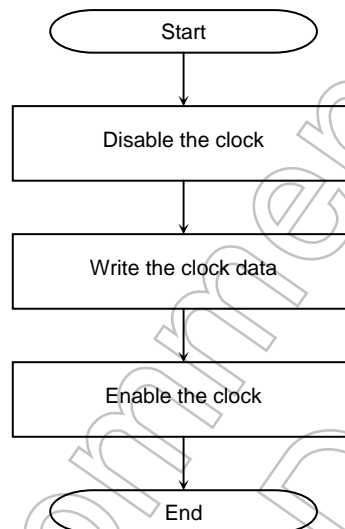 Start
Disable the clock
Write the clock data
Enable the clock
End